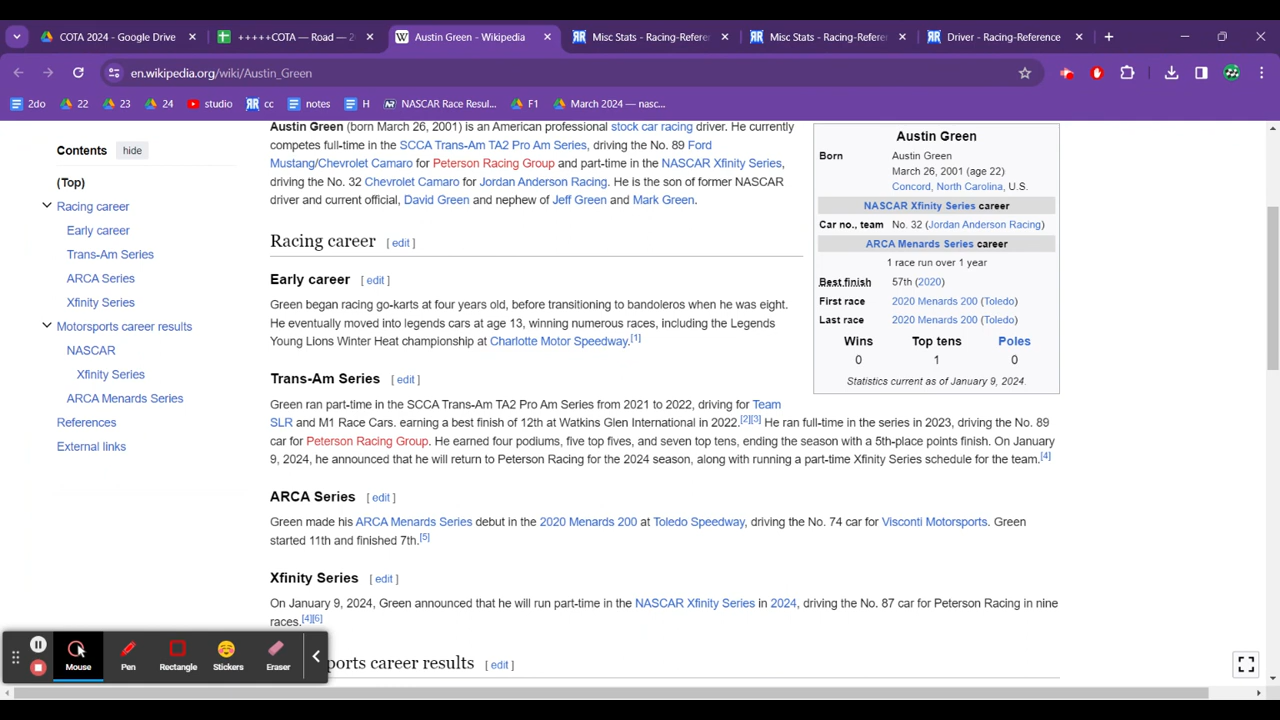 COTA 2024 - Google Drive
+++++COTA — Road — 2
Austin Green - Wikipedia
Misc Stats - Racing-Refere
Misc Stats - Racing-Refere
Driver - Racing-Reference
en.wikipedia.org/wiki/Austin_Green
2do
22
23
24
studio
cc
notes
H
NASCAR Race Resul...
F1
March 2024 — nasc...
Contents
hide
(Top)
Racing career
Early career
Trans-Am Series
ARCA Series
Xfinity Series
Motorsports career results
NASCAR
Xfinity Series
ARCA Menards Series
References
External links
Austin Green (born March 26, 2001) is an American professional stock car racing driver. He currently
competes full-time in the SCCA Trans-Am TA2 Pro Am Series, driving the No. 89 Ford
Mustang/Chevrolet Camaro for Peterson Racing Group and part-time in the NASCAR Xfinity Series,
driving the No. 32 Chevrolet Camaro for Jordan Anderson Racing. He is the son of former NASCAR
driver and current official, David Green and nephew of Jeff Green and Mark Green.
Racing career [ edit ]
Early career [ edit ]
Green began racing go-karts at four years old, before transitioning to bandoleros when he was eight.
He eventually moved into legends cars at age 13, winning numerous races, including the Legends
Young Lions Winter Heat championship at Charlotte Motor Speedway.[1]
Trans-Am Series [ edit ]
Green ran part-time in the SCCA Trans-Am TA2 Pro Am Series from 2021 to 2022, driving for Team
SLR and M1 Race Cars. earning a best finish of 12th at Watkins Glen International in 2022.[2][3] He ran full-time in the series in 2023, driving the No. 89
car for Peterson Racing Group. He earned four podiums, five top fives, and seven top tens, ending the season with a 5th-place points finish. On January
9, 2024, he announced that he will return to Peterson Racing for the 2024 season, along with running a part-time Xfinity Series schedule for the team.[4]
ARCA Series [ edit ]
Green made his ARCA Menards Series debut in the 2020 Menards 200 at Toledo Speedway, driving the No. 74 car for Visconti Motorsports. Green
started 11th and finished 7th.[5]
Xfinity Series [ edit ]
On January 9, 2024, Green announced that he will run part-time in the NASCAR Xfinity Series in 2024, driving the No. 87 car for Peterson Racing in nine
races.[4][6]
ports career results [ edit ]
Austin Green
Born Austin Green
March 26, 2001 (age 22)
Concord, North Carolina, U.S.
NASCAR Xfinity Series career
Car no., team No. 32 (Jordan Anderson Racing)
ARCA Menards Series career
1 race run over 1 year
Best finish 57th (2020)
First race 2020 Menards 200 (Toledo)
Last race 2020 Menards 200 (Toledo)
Wins Top tens Poles
0 1 0
Statistics current as of January 9, 2024.
Mouse
Pen
Rectangle
Stickers
Eraser